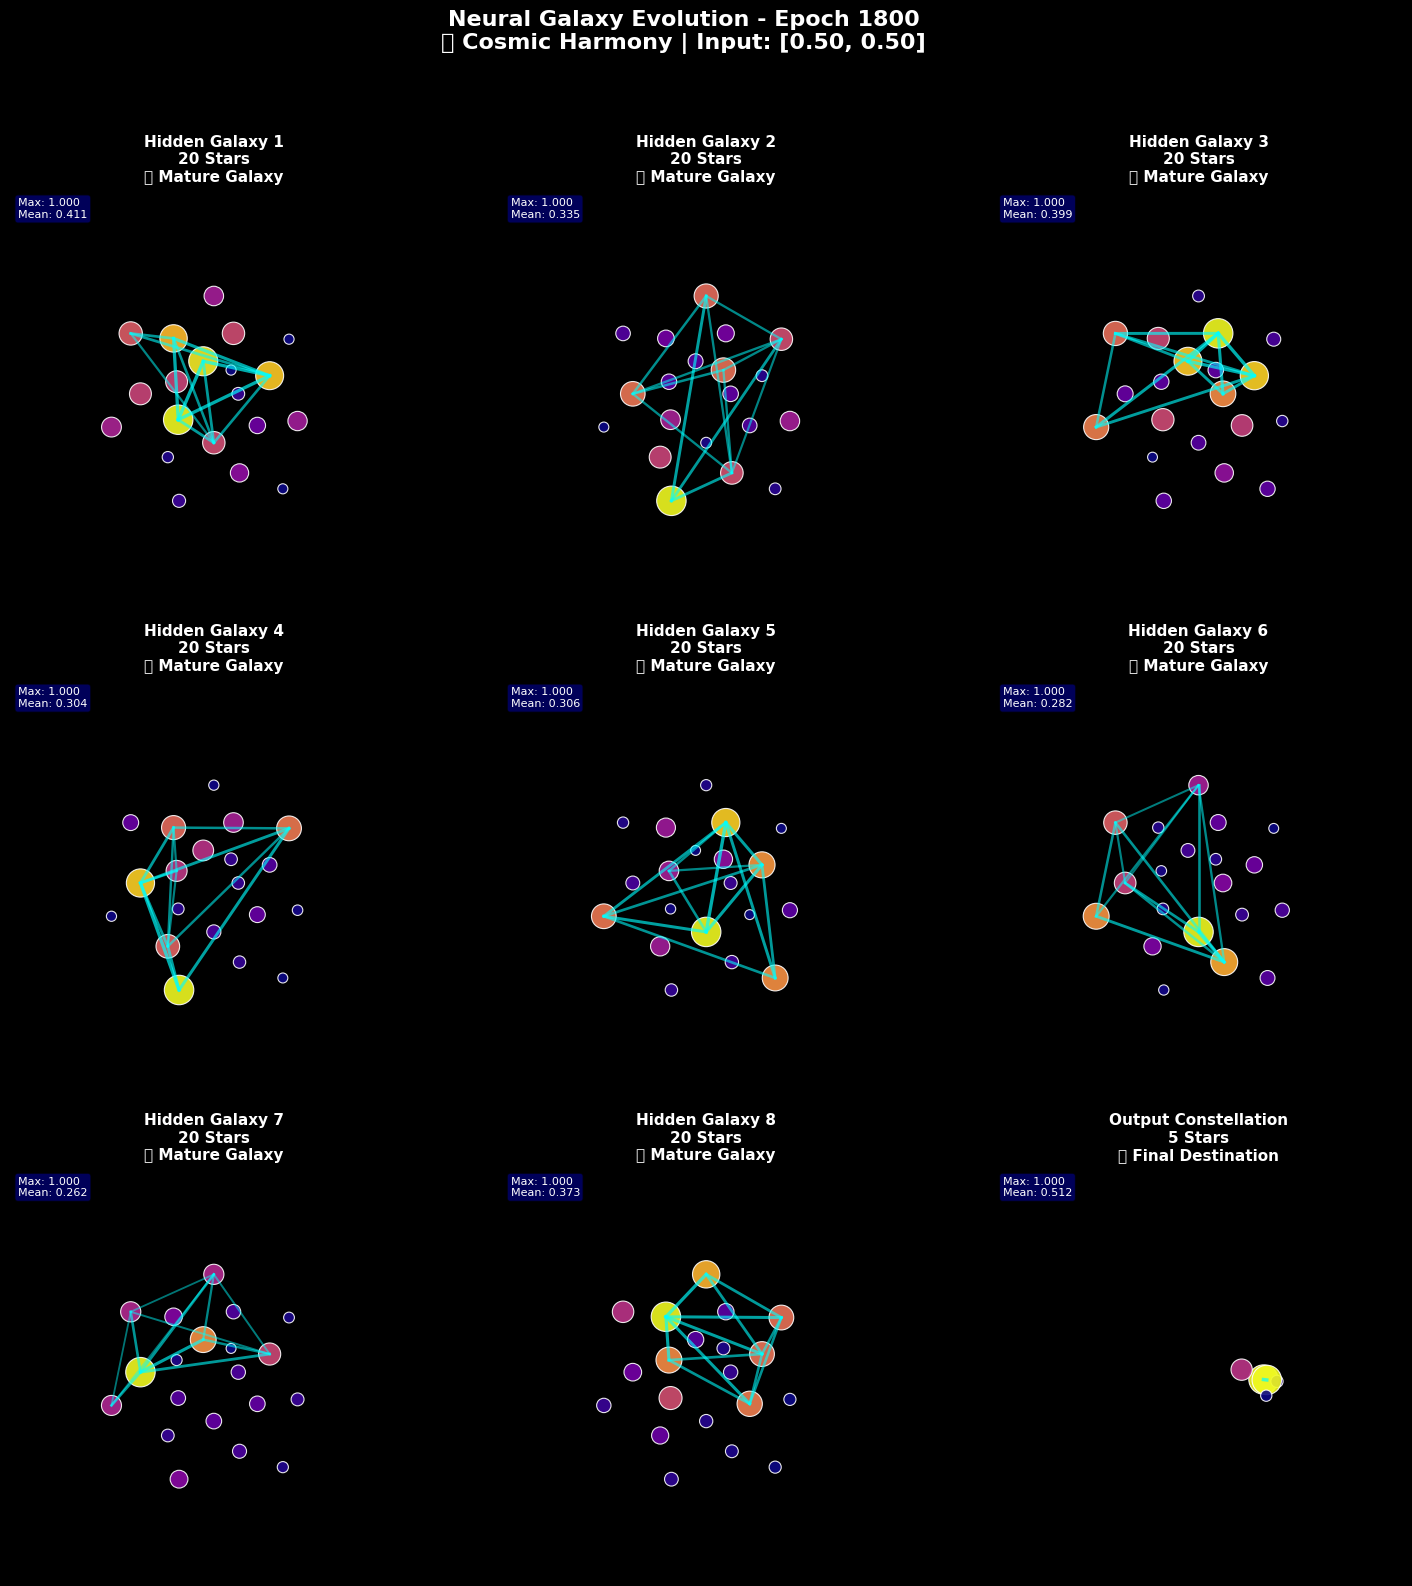 Neural Galaxy Evolution - Epoch 1800
Cosmic Harmony | Input: [0.50, 0.50]
Hidden Galaxy 1
20 Stars
Mature Galaxy
Max: 1.000
Mean: 0.411
Hidden Galaxy 2
20 Stars
Mature Galaxy
Max: 1.000
Mean: 0.335
Hidden Galaxy 3
20 Stars
Mature Galaxy
Max: 1.000
Mean: 0.399
Hidden Galaxy 4
20 Stars
Mature Galaxy
Max: 1.000
Mean: 0.304
Hidden Galaxy 5
20 Stars
Mature Galaxy
Max: 1.000
Mean: 0.306
Hidden Galaxy 6
20 Stars
Mature Galaxy
Max: 1.000
Mean: 0.282
Hidden Galaxy 7
20 Stars
Mature Galaxy
Max: 1.000
Mean: 0.262
Hidden Galaxy 8
20 Stars
Mature Galaxy
Max: 1.000
Mean: 0.373
Output Constellation
5 Stars
Final Destination
Max: 1.000
Mean: 0.512